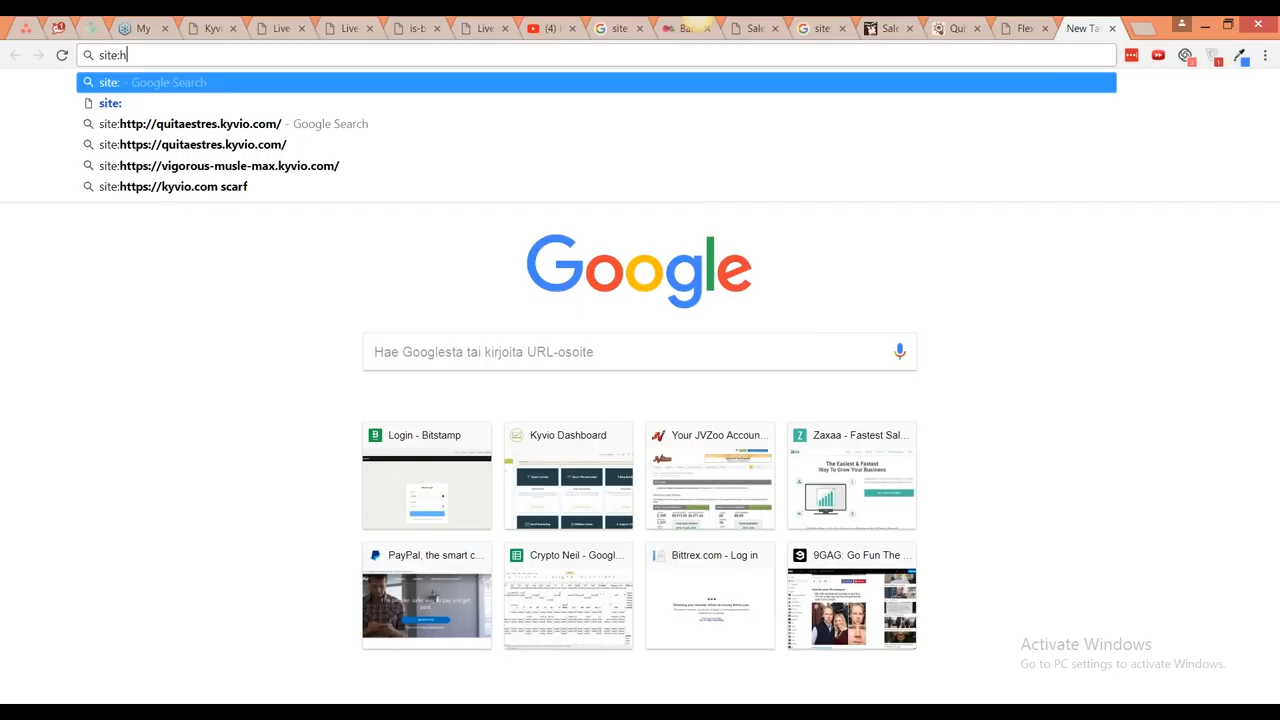 My
Kyv
Live
Live
is-b
Live
(4)
site:
Ban
Sale
site:
Sale
Qui
Flex
New Ta
site:h
site: - Google Search
site:
site:http://quitaestres.kyvio.com/ - Google Search
site:https://quitaestres.kyvio.com/
site:https://vigorous-musle-max.kyvio.com/
site:https://kyvio.com scarf
Google
Hae Googlesta tai kirjoita URL-osoite
Login - Bitstamp
Kyvio Dashboard
Your JVZoo Accoun...
Zaxaa - Fastest Sal...
The Easiest & Fastest
Way To Grow Your Business
PayPal, the smart c...
Crypto Neil - Googl...
Bittrex.com - Log in
9GAG: Go Fun The ...
Activate Windows
Go to PC settings to activate Windows.